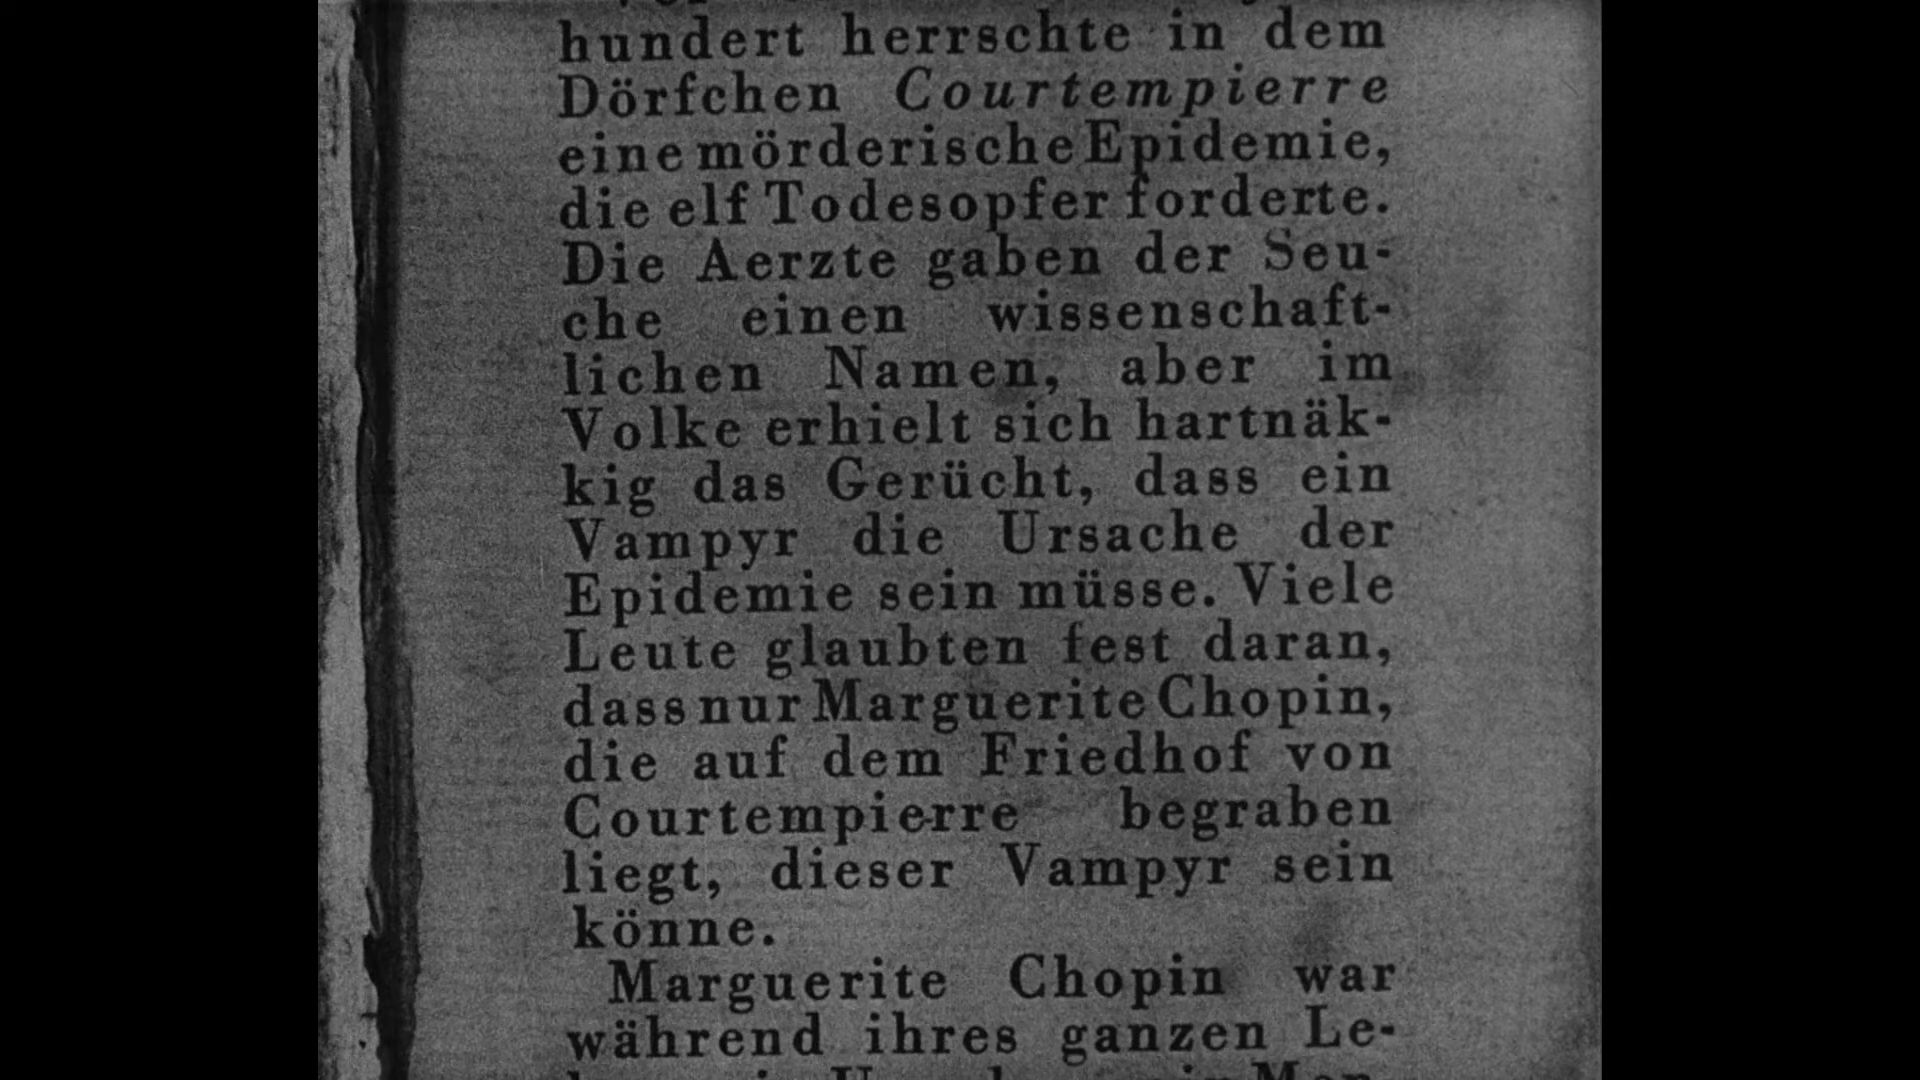 hundert herrschte in dem
Dörfchen Courtempierre
eine mörderische Epidemie,
die elf Todesopfer forderte.
Die Aerzte gaben der Seu-
che einen wissenschaft-
lichen Namen, aber im
Volke erhielt sich hartnäk-
kig das Gerücht, dass ein
Vampyr die Ursache der
Epidemie sein müsse. Viele
Leute glaubten fest daran,
dass nur Marguerite Chopin,
die auf dem Friedhof von
Courtempierre begraben
liegt, dieser Vampyr sein
könne.
Marguerite Chopin war
während ihres ganzen Le-